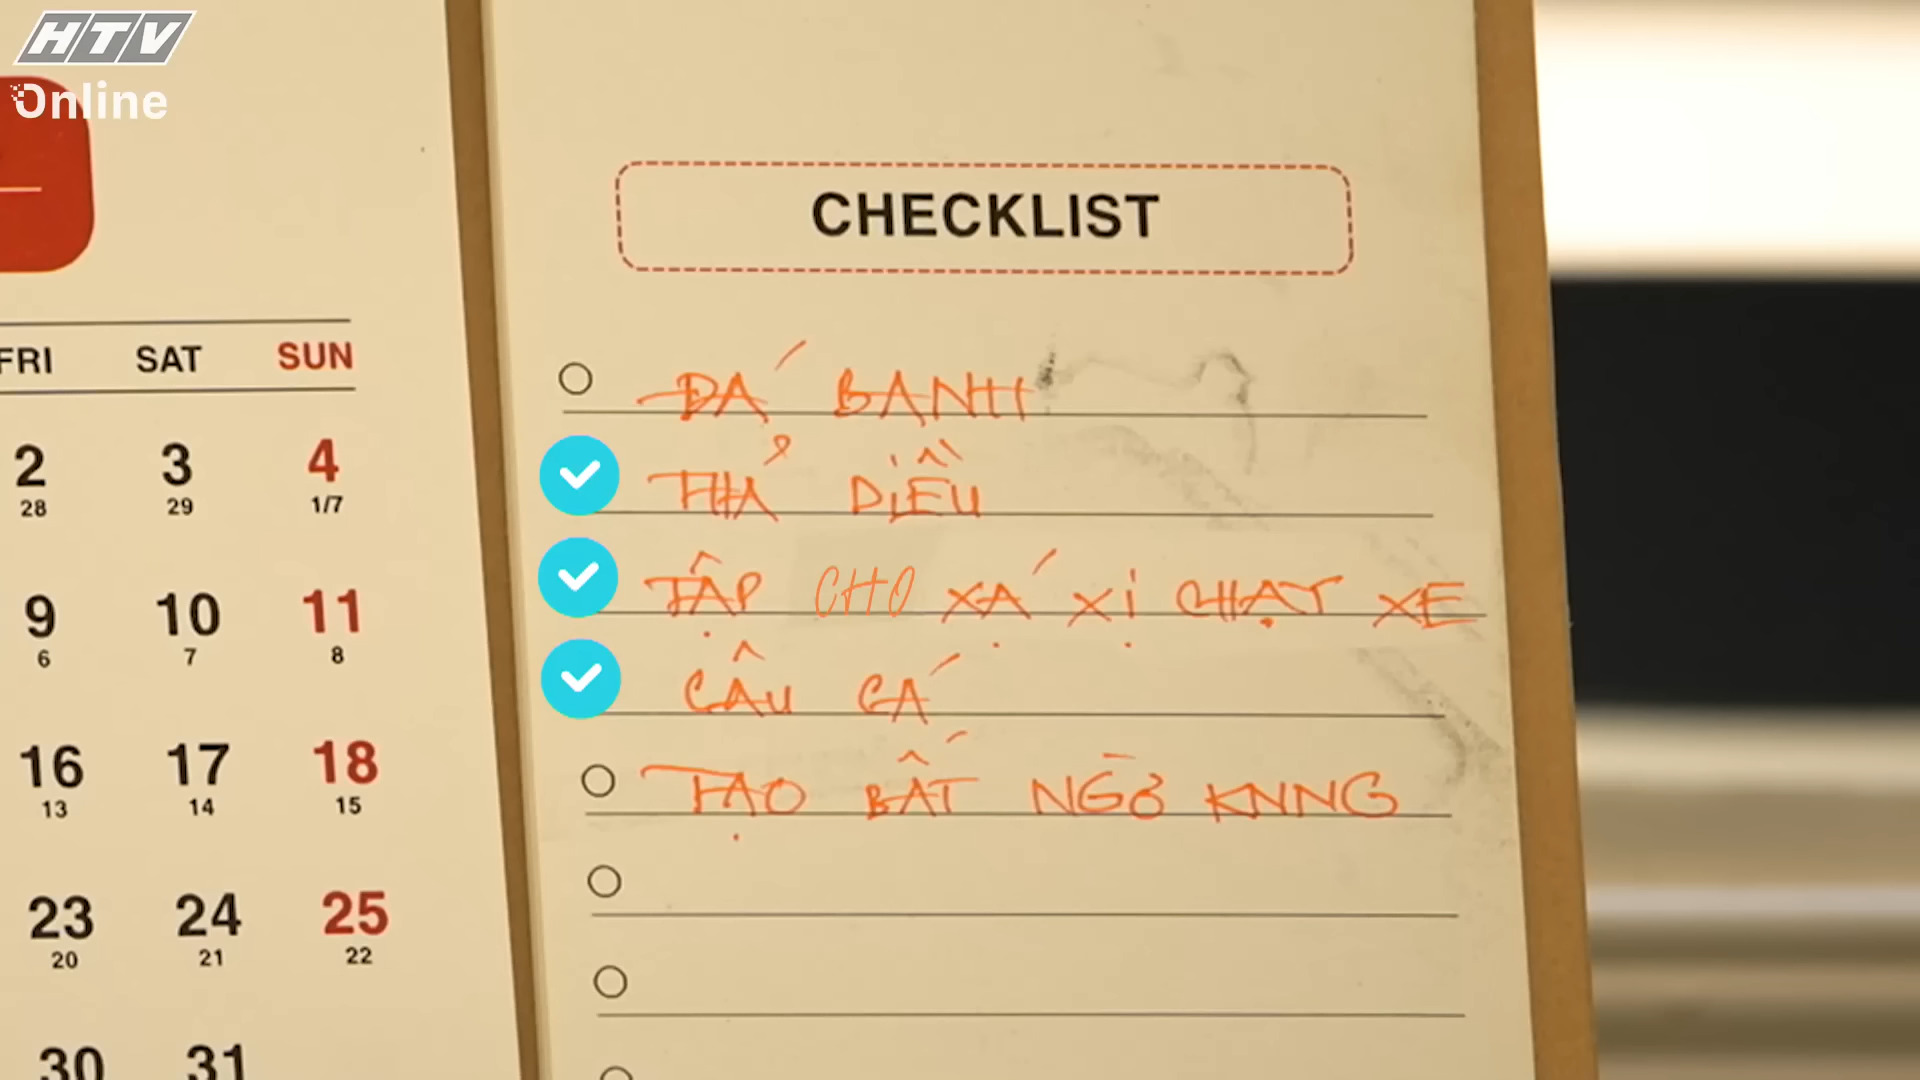 HTV
Online
CHECKLIST
FRI SAT SUN
ĐÁ BANH
2 3 4
28 29 1/7
THẢ DIỀU
TẬP CHO XÁ XỊ CHẠY XE
9 10 11
6 7 8
CÂU CÁ
16 17 18
13 14 15
TẠO BẤT NGỜ KNNG
23 24 25
20 21 22
30 31